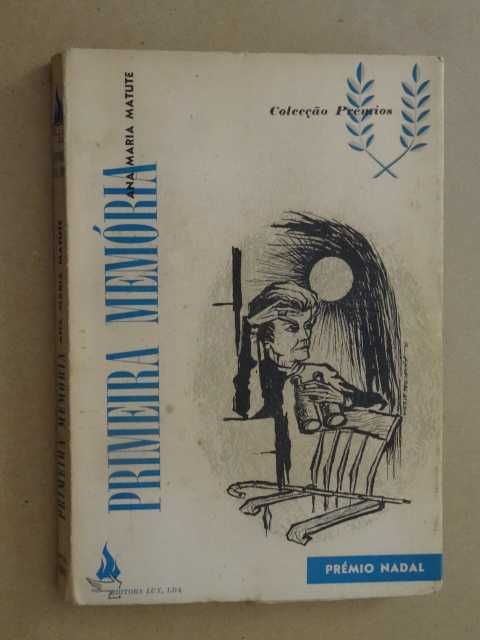 Colecção Prémios
PRIMEIRA MEMÓRIA
ANA MARIA MATUTE
PRÉMIO NADAL
EDITORA LUX, LDA
PRIMEIRA MEMÓRIA ANA MARIA MATUTE